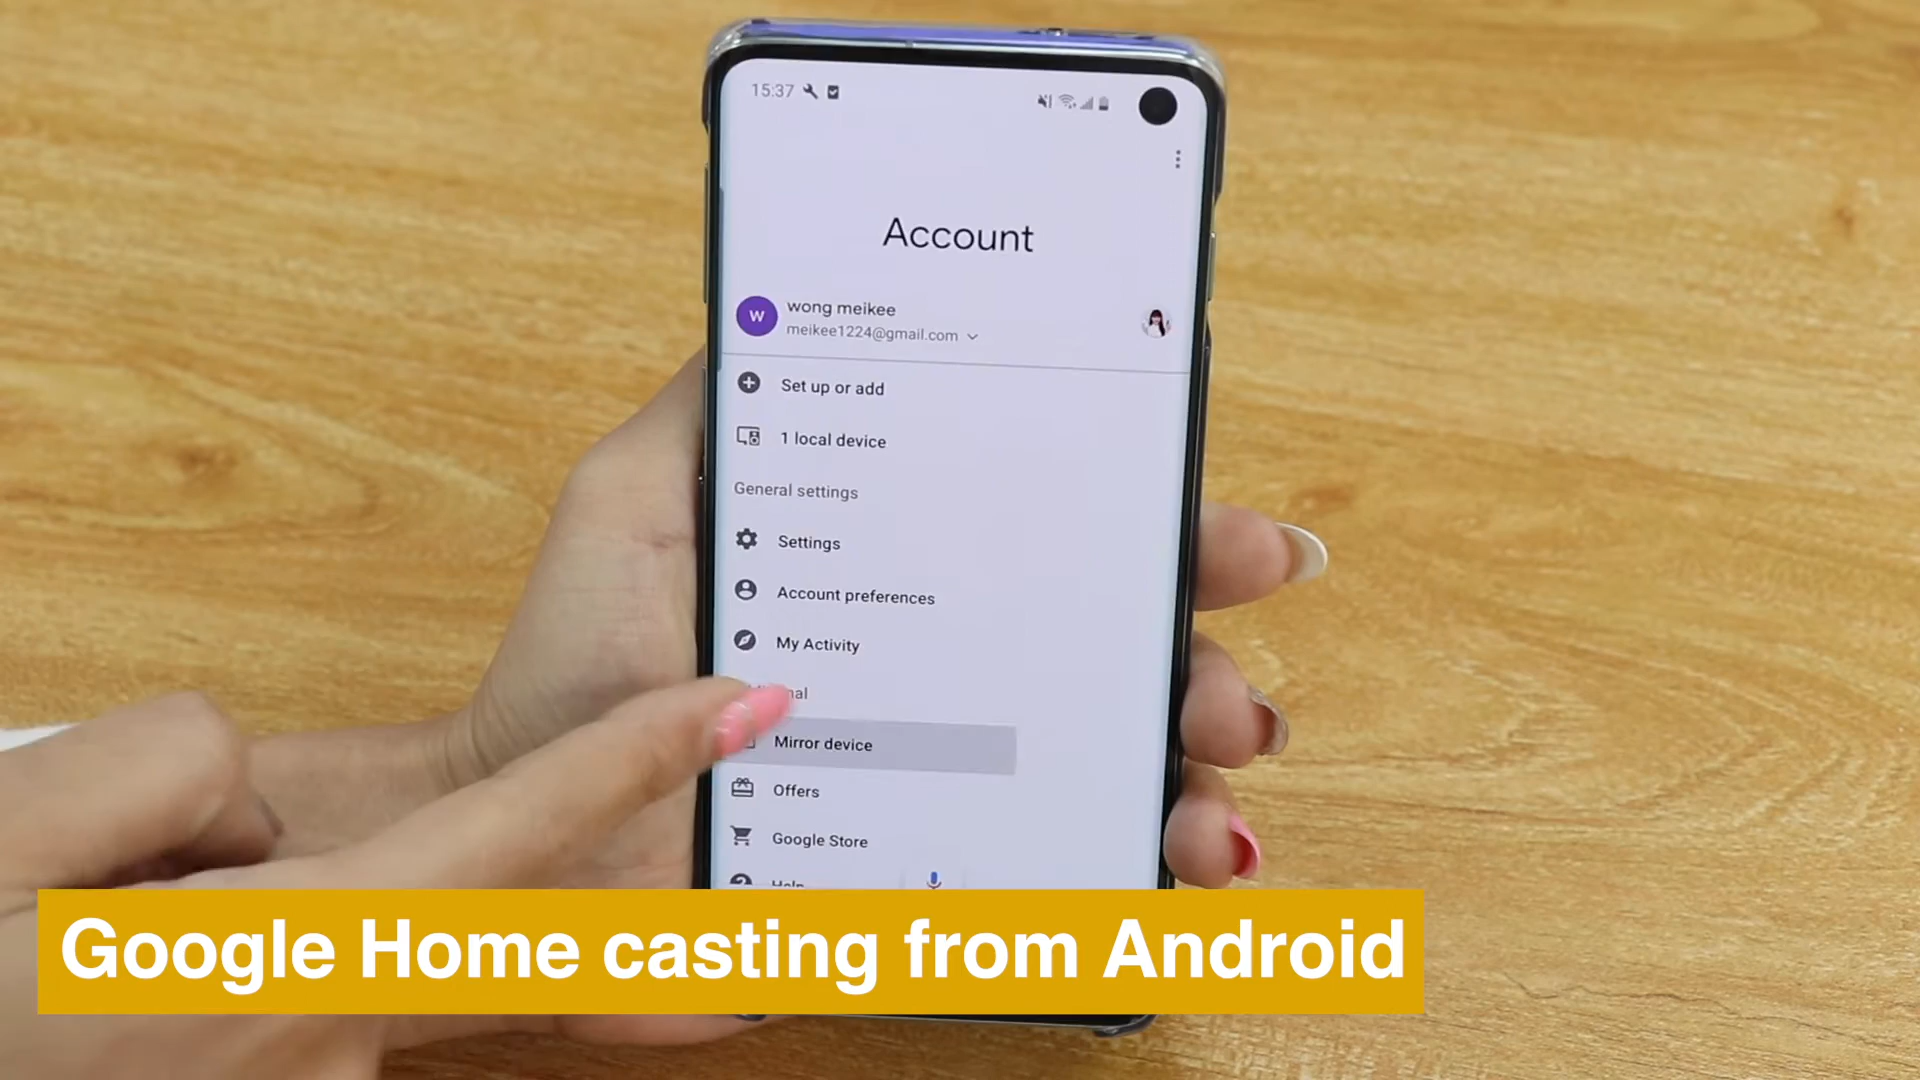 15:37
Account
W
wong meikee
meikee1224@gmail.com
Set up or add
1 local device
General settings
Settings
Account preferences
My Activity
Mirror device
Offers
Google Store
Help
Google Home casting from Android